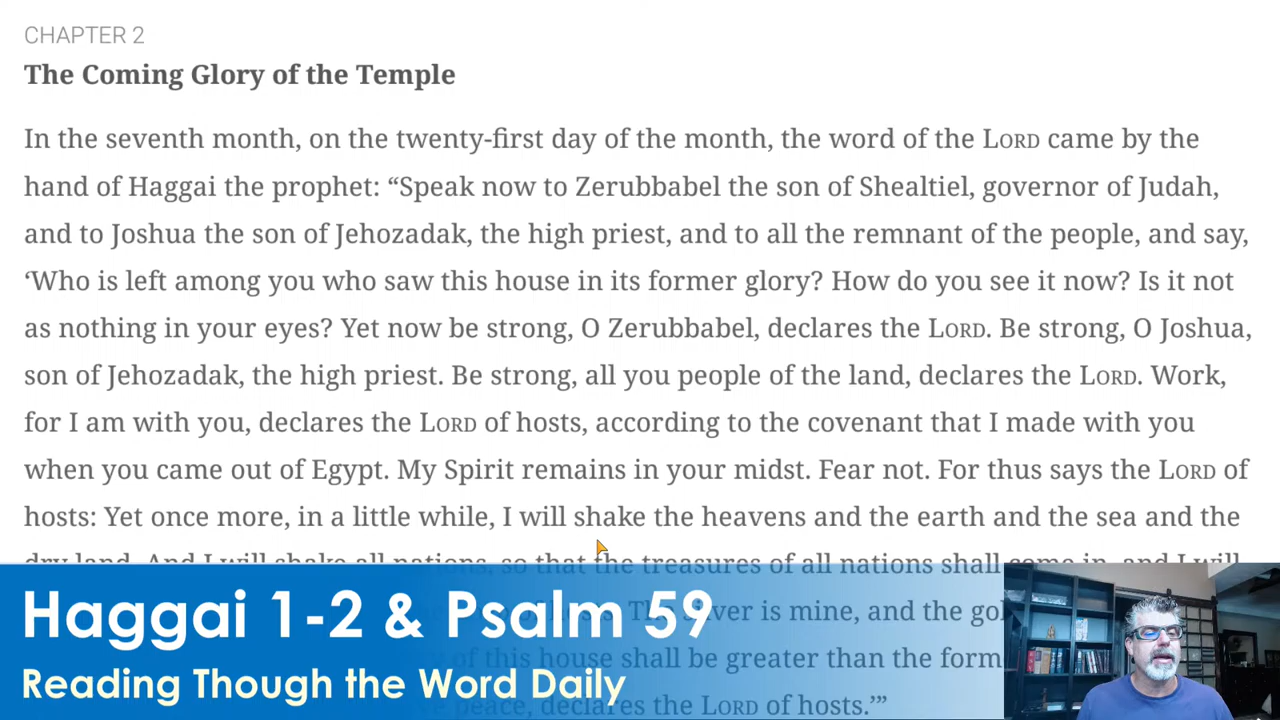 CHAPTER 2
The Coming Glory of the Temple
In the seventh month, on the twenty-first day of the month, the word of the LORD came by the
hand of Haggai the prophet: “Speak now to Zerubbabel the son of Shealtiel, governor of Judah,
and to Joshua the son of Jehozadak, the high priest, and to all the remnant of the people, and say,
‘Who is left among you who saw this house in its former glory? How do you see it now? Is it not
as nothing in your eyes? Yet now be strong, O Zerubbabel, declares the LORD. Be strong, O Joshua,
son of Jehozadak, the high priest. Be strong, all you people of the land, declares the LORD. Work,
for I am with you, declares the LORD of hosts, according to the covenant that I made with you
when you came out of Egypt. My Spirit remains in your midst. Fear not. For thus says the LORD of
hosts: Yet once more, in a little while, I will shake the heavens and the earth and the sea and the
dry land. And I will shake all nations, so that the treasures of all nations shall come in, and I will
is mine, and the
of this house shall be greater than the
peace, declares the LORD of hosts.’”
Haggai 1-2 & Psalm 59
Reading Though the Word Daily